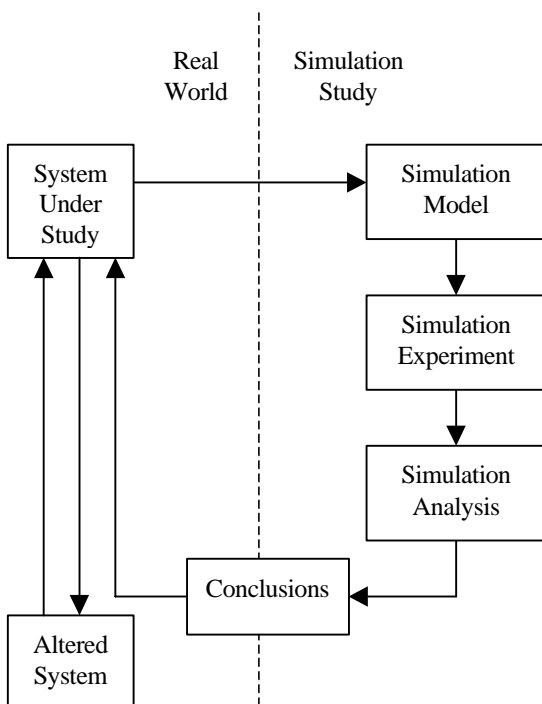 Real
World
Simulation
Study
System
Under
Study
Simulation
Model
Simulation
Experiment
Simulation
Analysis
Conclusions
Altered
System